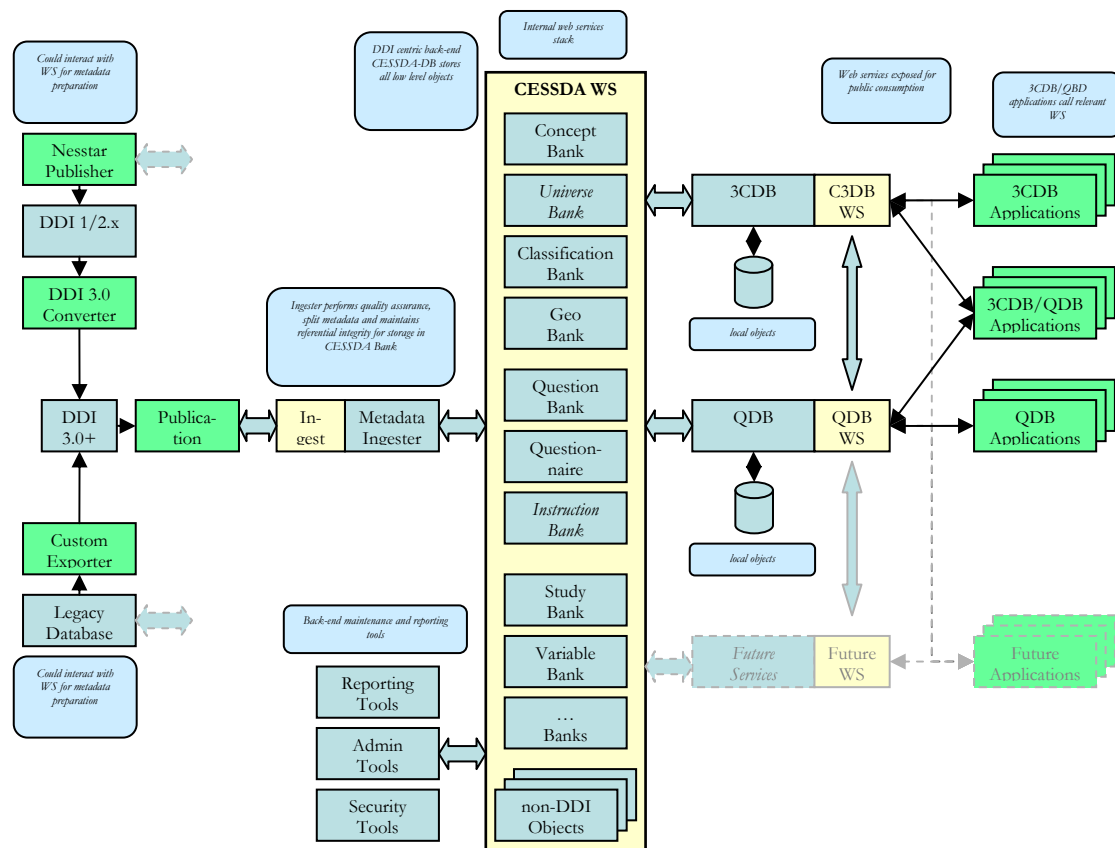 Could interact with
WS for metadata
preparation
DDI centric back-end
CESSDA-DB stores
all low level objects
Internal web services
stack
Web services exposed for
public consumption
3CDB/QBD
applications call relevant
WS
CESSDA WS
Nesstar
Publisher
DDI 1/2.x
DDI 3.0
Converter
DDI
3.0+
Publica-
tion
Ingester performs quality assurance,
split metadata and maintains
referential integrity for storage in
CESSDA Bank
In-
gest
Metadata
Ingester
Custom
Exporter
Legacy
Database
Could interact with
WS for metadata
preparation
Back-end maintenance and reporting
tools
Reporting
Tools
Admin
Tools
Security
Tools
Concept
Bank
Universe
Bank
Classification
Bank
Geo
Bank
Question
Bank
Question-
naire
Instruction
Bank
Study
Bank
Variable
Bank
…
Banks
non-DDI
Objects
3CDB
C3DB
WS
local objects
QDB
QDB
WS
local objects
Future
Services
Future
WS
3CDB
Applications
3CDB/QDB
Applications
QDB
Applications
Future
Applications